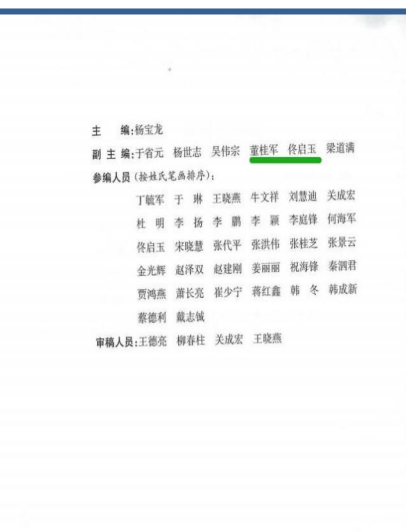 主 编:杨宝龙
副主编:于省元 杨世志 吴伟宗 董桂军 佟启玉 梁道满
参编人员(按姓氏笔画排序):
丁毓军 于琳 王晓燕 牛文祥 刘慧迪 关成宏
杜明 李扬 李鹏 李颖 李庭锋 何海军
佟启玉 宋晓慧 张代平 张洪伟 张桂芝 张景云
金光辉 赵泽双 赵建刚 姜丽丽 祝海锋 秦泗君
贾鸿燕 萧长亮 崔少宁 蒋红鑫 韩冬 韩成新
蔡德利 戴志铖
审稿人员:王德亮 柳春柱 关成宏 王晓燕